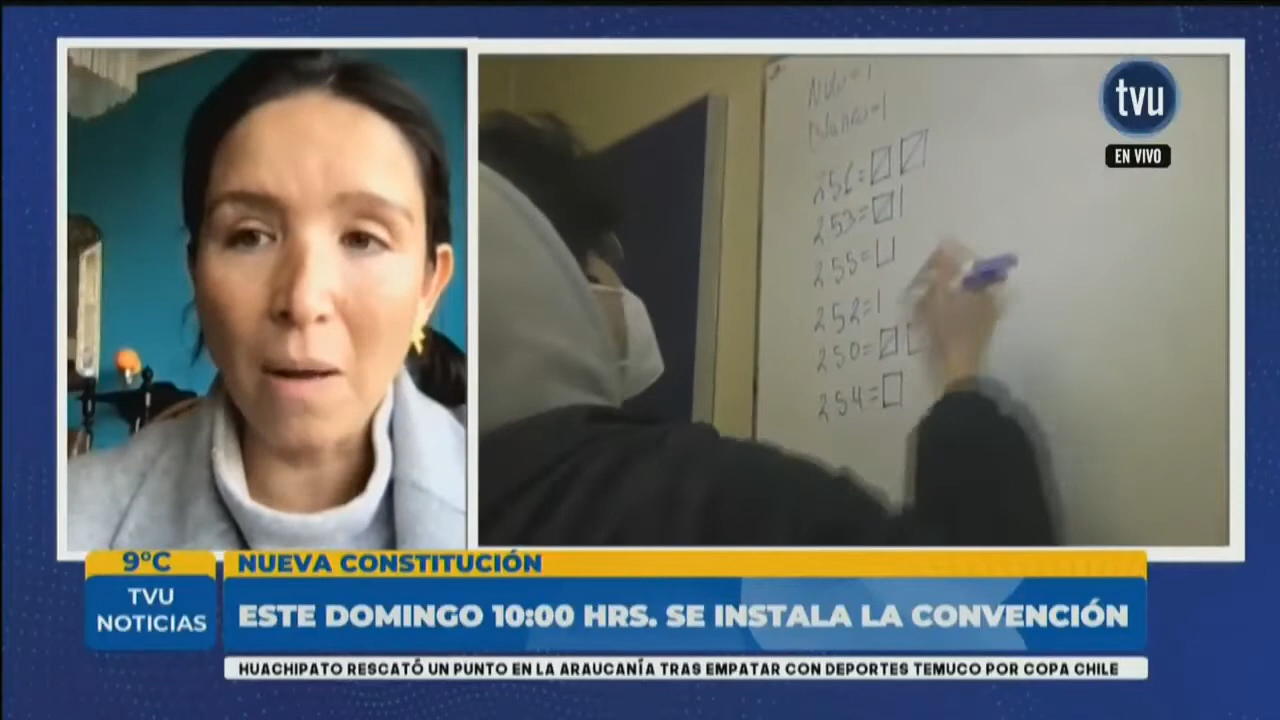 tvu
EN VIVO
Nulo=1
Blanco=1
256=
253=
255=
252=1
250=
254=
9°C
NUEVA CONSTITUCIÓN
TVU
NOTICIAS
ESTE DOMINGO 10:00 HRS. SE INSTALA LA CONVENCIÓN
HUACHIPATO RESCATÓ UN PUNTO EN LA ARAUCANÍA TRAS EMPATAR CON DEPORTES TEMUCO POR COPA CHILE